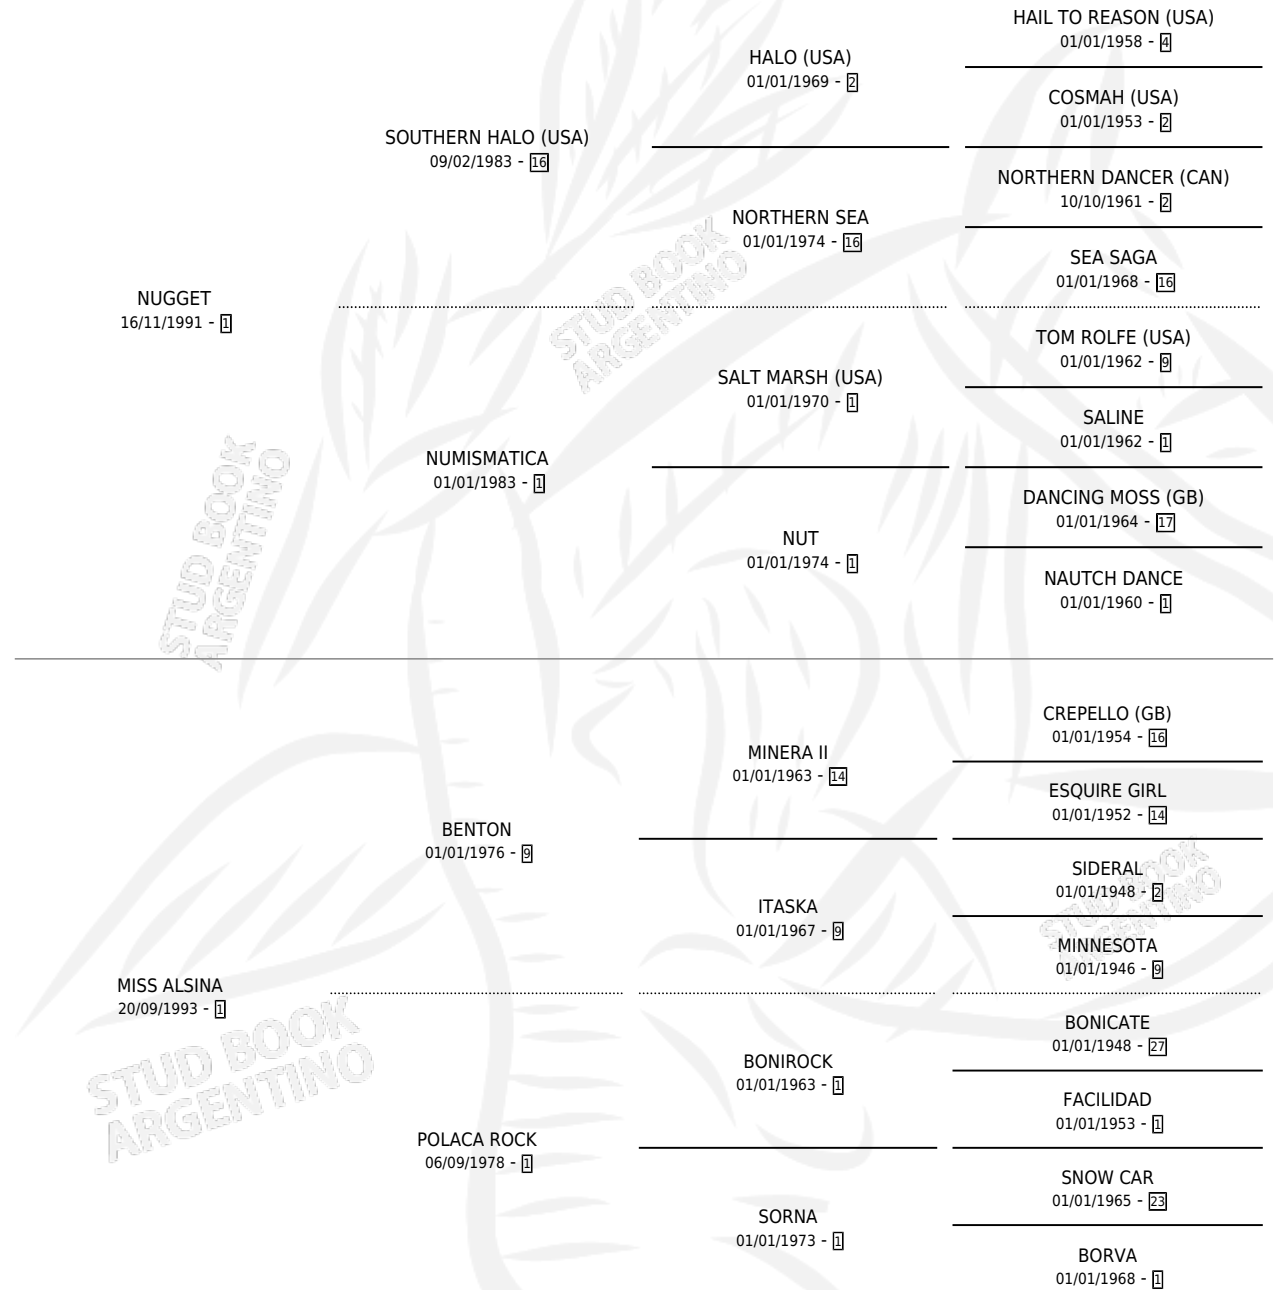 HAIL TO REASON (USA)
01/01/1958 - 4
HALO (USA)
01/01/1969 - 2
COSMAH (USA)
01/01/1953 - 2
SOUTHERN HALO (USA)
09/02/1983 - 16
NORTHERN DANCER (CAN)
10/10/1961 - 2
NORTHERN SEA
01/01/1974 - 16
SEA SAGA
01/01/1968 - 16
STUD BOOK
ARGENTINO
NUGGET
16/11/1991 - 1
TOM ROLFE (USA)
01/01/1962 - 9
SALT MARSH (USA)
01/01/1970 - 1
SALINE
01/01/1962 - 1
NUMISMATICA
01/01/1983 - 1
DANCING MOSS (GB)
01/01/1964 - 17
NUT
01/01/1974 - 1
NAUTCH DANCE
01/01/1960 - 1
STUD BOOK
ARGENTINO
CREPELLO (GB)
01/01/1954 - 16
MINERA II
01/01/1963 - 14
ESQUIRE GIRL
01/01/1952 - 14
BENTON
01/01/1976 - 9
SIDERAL
01/01/1948 - 2
ITASKA
01/01/1967 - 9
STUD BOOK
ARGENTINO
MINNESOTA
01/01/1946 - 9
MISS ALSINA
20/09/1993 - 1
BONICATE
01/01/1948 - 27
BONIROCK
01/01/1963 - 1
STUD BOOK
ARGENTINO
FACILIDAD
01/01/1953 - 1
POLACA ROCK
06/09/1978 - 1
SNOW CAR
01/01/1965 - 23
SORNA
01/01/1973 - 1
BORVA
01/01/1968 - 1